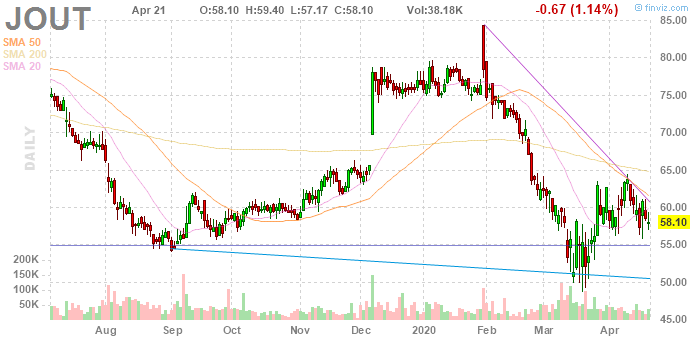 JOUT
Apr 21 O:58.10 H:59.40 L:57.17 C:58.10 Vol:38.18K -0.67 (1.14%)
© finviz.com
SMA 50
SMA 200
SMA 20
DAILY
85.00
80.00
75.00
70.00
65.00
60.00
58.10
55.00
50.00
45.00
200K
150K
100K
50K
Aug Sep Oct Nov Dec 2020 Feb Mar Apr